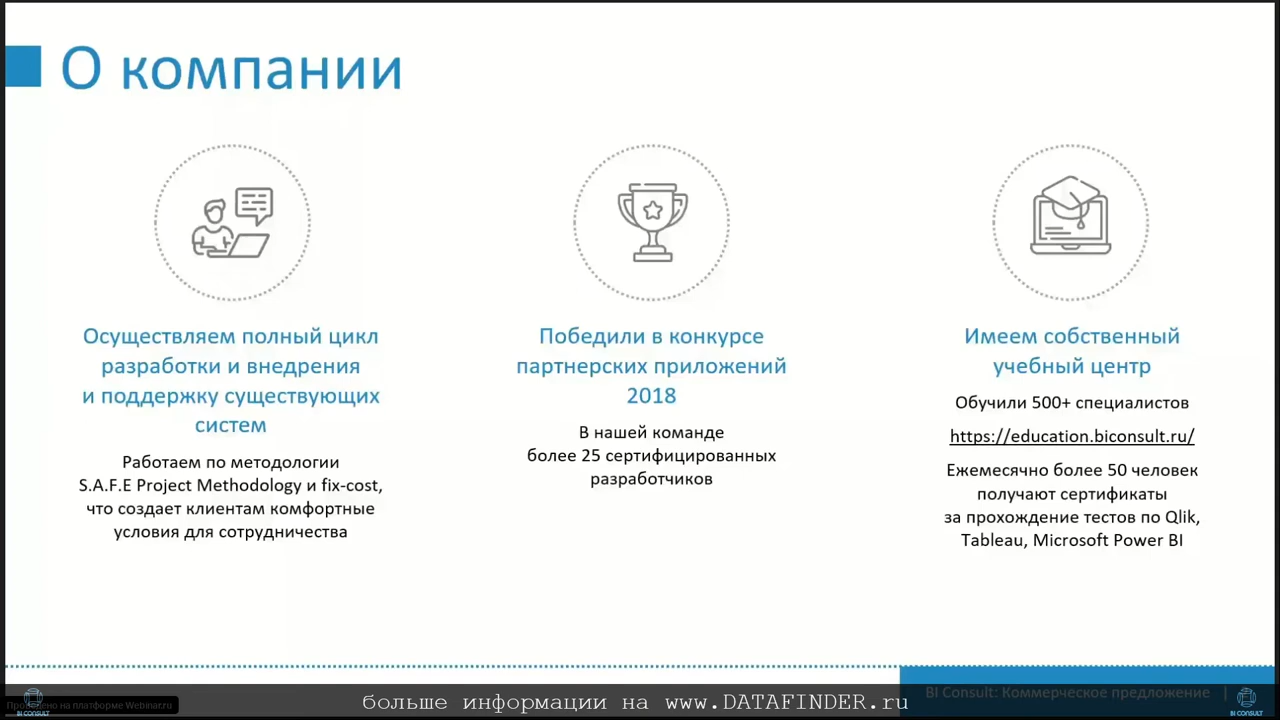 О компании
Осуществляем полный цикл
разработки и внедрения
и поддержку существующих
систем
Работаем по методологии
S.A.F.E Project Methodology и fix-cost,
что создает клиентам комфортные
условия для сотрудничества
Победили в конкурсе
партнерских приложений
2018
В нашей команде
более 25 сертифицированных
разработчиков
Имеем собственный
учебный центр
Обучили 500+ специалистов
https://education.biconsult.ru/
Ежемесячно более 50 человек
получают сертификаты
за прохождение тестов по Qlik,
Tableau, Microsoft Power BI
BI Consult: Коммерческое предложение |
Проведено на платформе Webinar.ru
BI CONSULT
больше информации на www.DATAFINDER.ru
BI CONSULT